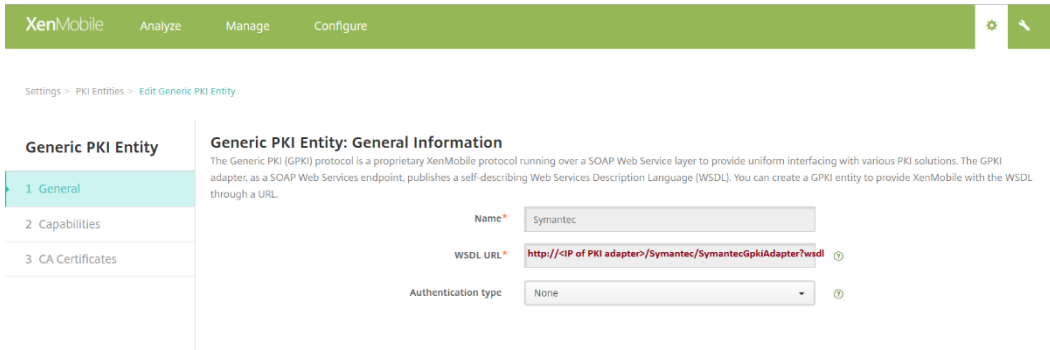 XenMobile Analyze Manage Configure
Settings > PKI Entities > Edit Generic PKI Entity
Generic PKI Entity
1 General
2 Capabilities
3 CA Certificates
Generic PKI Entity: General Information
The Generic PKI (GPKI) protocol is a proprietary XenMobile protocol running over a SOAP Web Service layer to provide uniform interfacing with various PKI solutions. The GPKI
adapter, as a SOAP Web Services endpoint, publishes a self-describing Web Services Description Language (WSDL). You can create a GPKI entity to provide XenMobile with the WSDL
through a URL.
Name* Symantec
WSDL URL* http://<IP of PKI adapter>/Symantec/SymantecGpkiAdapter?wsdl ?
Authentication type None ?